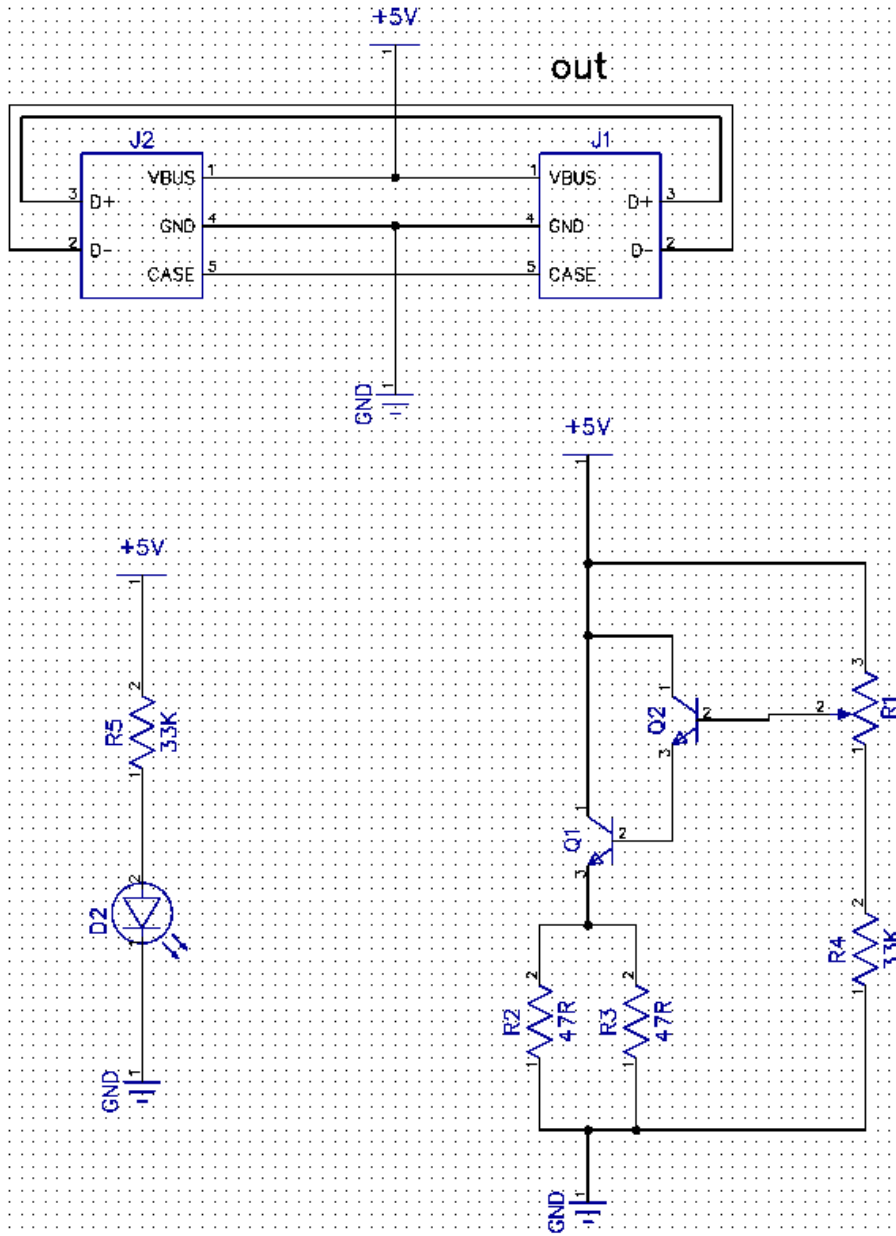 +5V
1
out
J2
J1
VBUS 1
1 VBUS
3 D+
D+ 3
GND 4
4 GND
2 D-
D- 2
CASE 5
5 CASE
GND 1
+5V
1
+5V
1
3
2
1
R5
33K
1
Q2
2
2
R1
3
1
1
Q1
2
3
2
D2
1
2
R4
33K
1
2
R2
47R
1
2
R3
47R
1
GND 1
GND 1